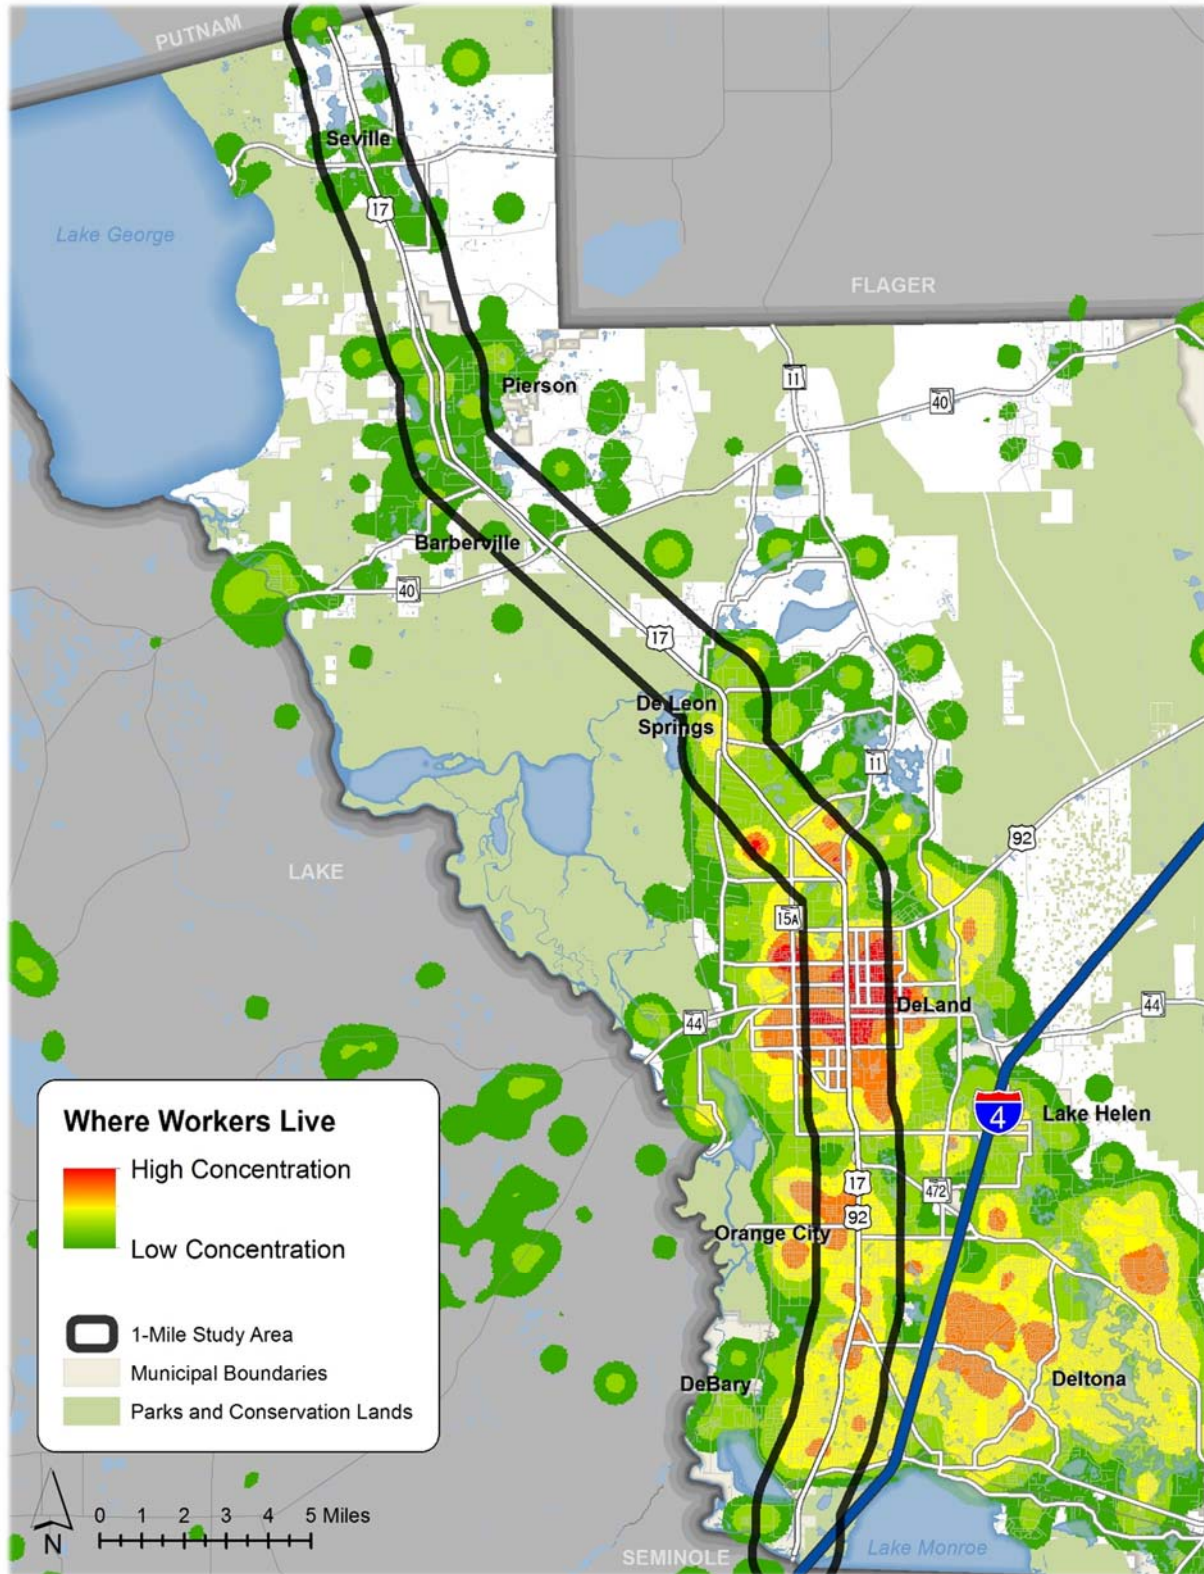 PUTNAM
Seville
17
Lake George
FLAGER
11
Pierson
40
Barberville
40
17
De Leon
Springs
11
92
LAKE
15A
DeLand
44
44
Where Workers Live
High Concentration
Low Concentration
4
Lake Helen
17
472
92
Orange City
1-Mile Study Area
Municipal Boundaries
Parks and Conservation Lands
DeBary
Deltona
0 1 2 3 4 5 Miles
N
SEMINOLE
Lake Monroe